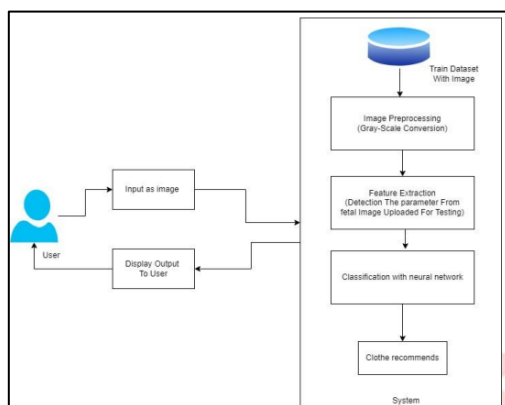 Train Dataset
With Image
Image Preprocessing
(Gray-Scale Conversion)
Feature Extraction
(Detection The parameter From
fetal Image Uploaded For Testing)
Classification with neural network
Clothe recommends
System
Input as image
Display Output
To User
User